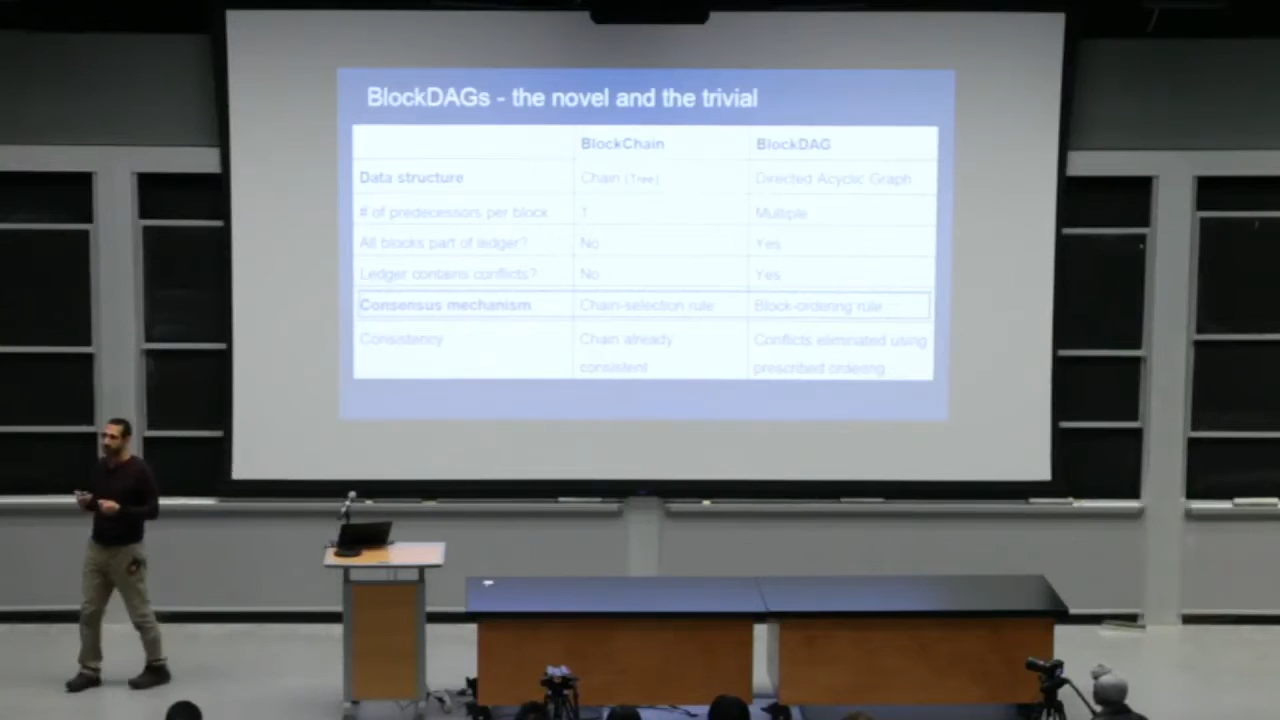 BlockDAGs - the novel and the trivial
BlockChain BlockDAG
Data structure Chain (Tree) Directed Acyclic Graph
# of predecessors per block 1 Multiple
All blocks part of ledger? No Yes
Ledger contains conflicts? No Yes
Consensus mechanism Chain-selection rule Block-ordering rule
Consistency Chain already Conflicts eliminated using
consistent prescribed ordering